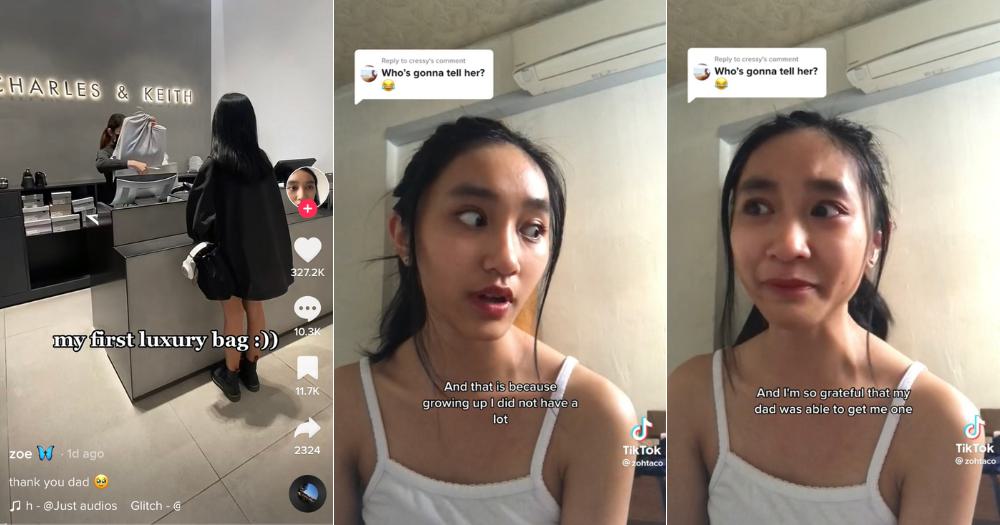 CHARLES & KEITH
327.2K
10.3K
my first luxury bag :))
11.7K
2324
zoe 🦋 · 1d ago
thank you dad 🥹
h - @Just audios Glitch -
Reply to cressy's comment
Who's gonna tell her?
😂
And that is because
growing up I did not have a
lot
TikTok
@zohtaco
Reply to cressy's comment
Who's gonna tell her?
😂
And I'm so grateful that my
dad was able to get me one
TikTok
@zohtaco